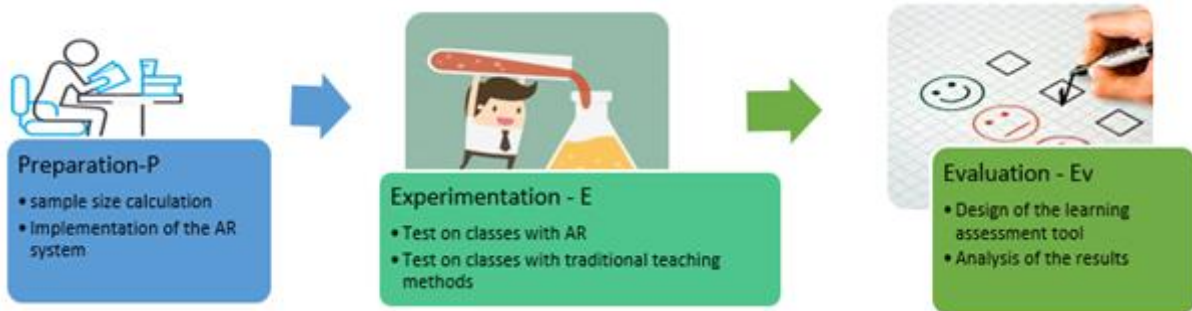 Preparation-P
• sample size calculation
• Implementation of the AR
system
Experimentation - E
• Test on classes with AR
• Test on classes with traditional teaching
methods
Evaluation - Ev
• Design of the learning
assessment tool
• Analysis of the results